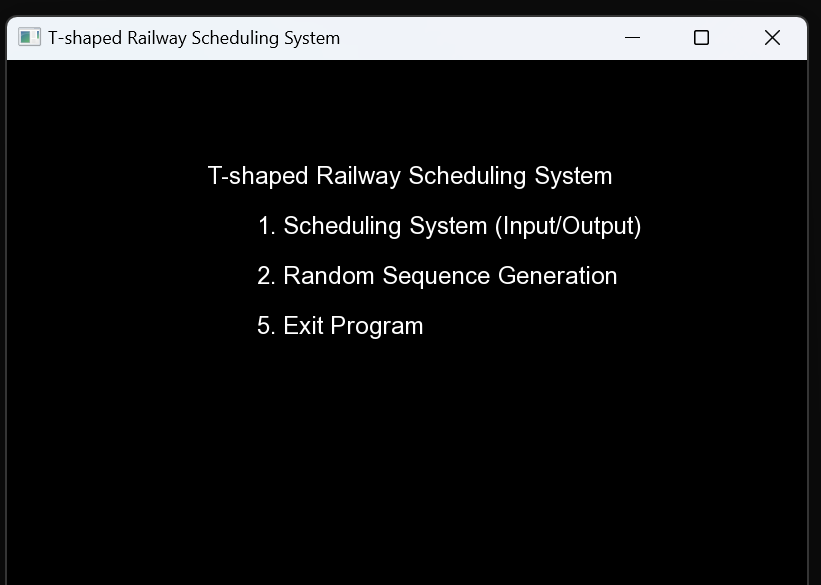 T-shaped Railway Scheduling System
T-shaped Railway Scheduling System
1. Scheduling System (Input/Output)
2. Random Sequence Generation
5. Exit Program